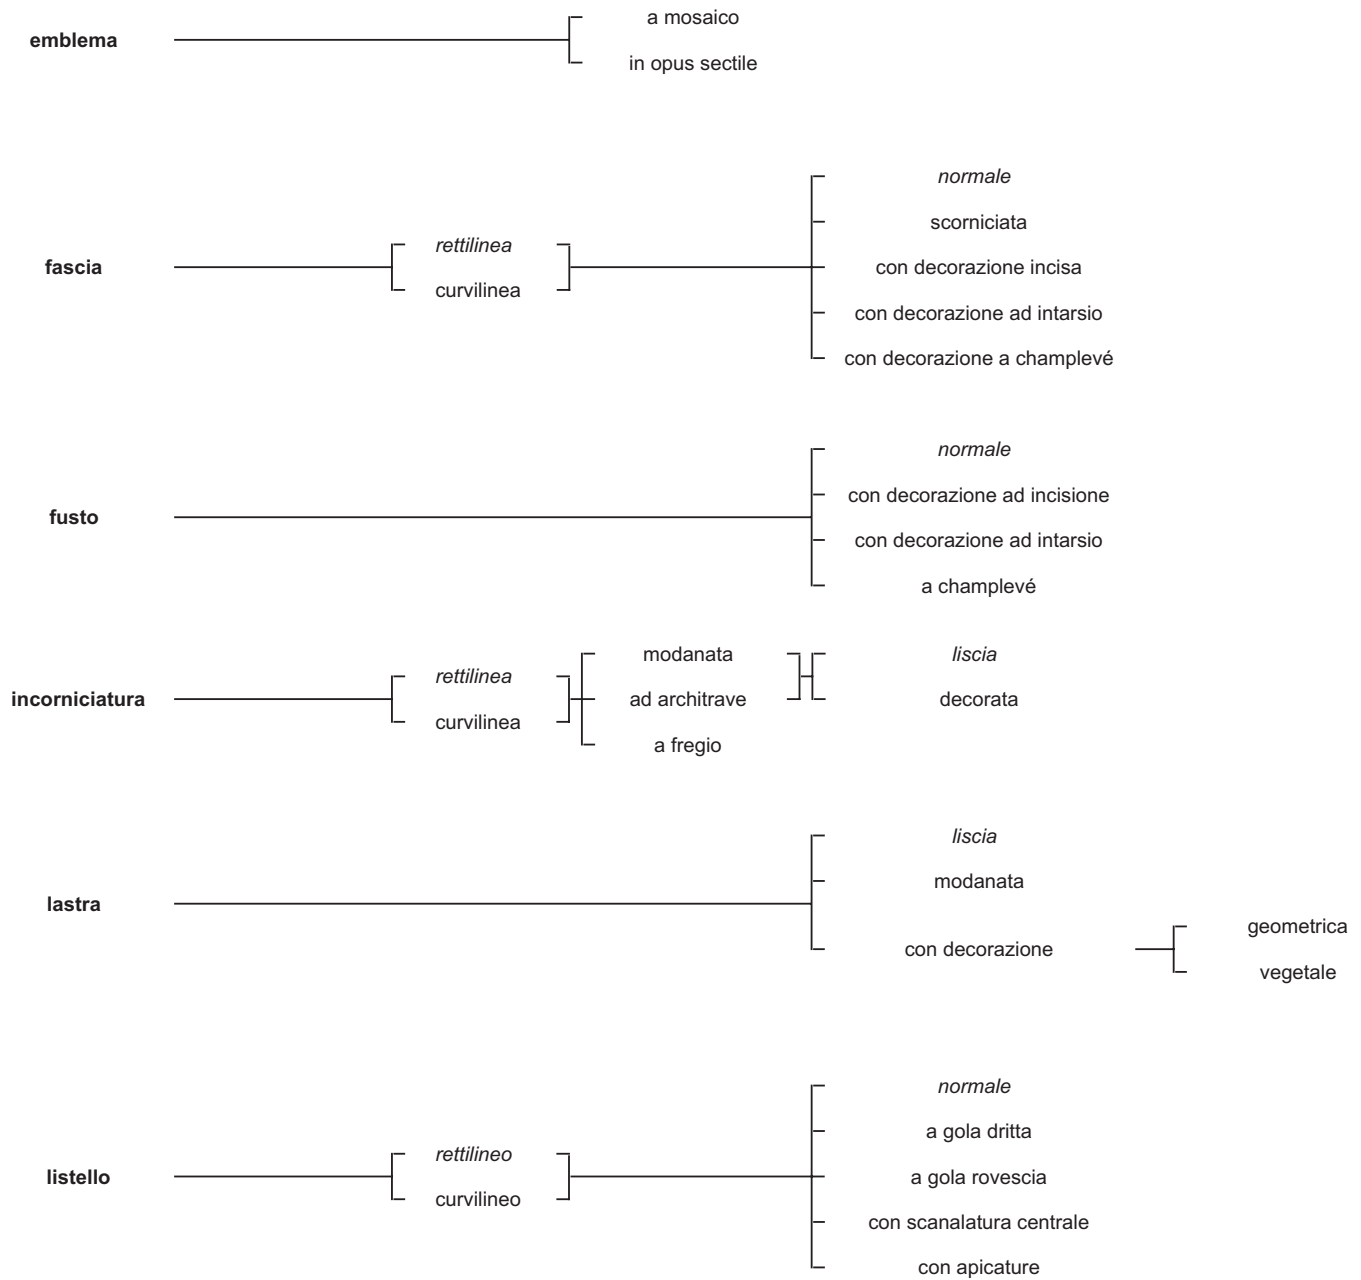 emblema
a mosaico
in opus sectile
fascia
rettilinea
curvilinea
normale
scorniciata
con decorazione incisa
con decorazione ad intarsio
con decorazione a champlevé
fusto
normale
con decorazione ad incisione
con decorazione ad intarsio
a champlevé
incorniciatura
rettilinea
curvilinea
modanata
ad architrave
a fregio
liscia
decorata
lastra
liscia
modanata
con decorazione
geometrica
vegetale
listello
rettilineo
curvilineo
normale
a gola dritta
a gola rovescia
con scanalatura centrale
con apicature